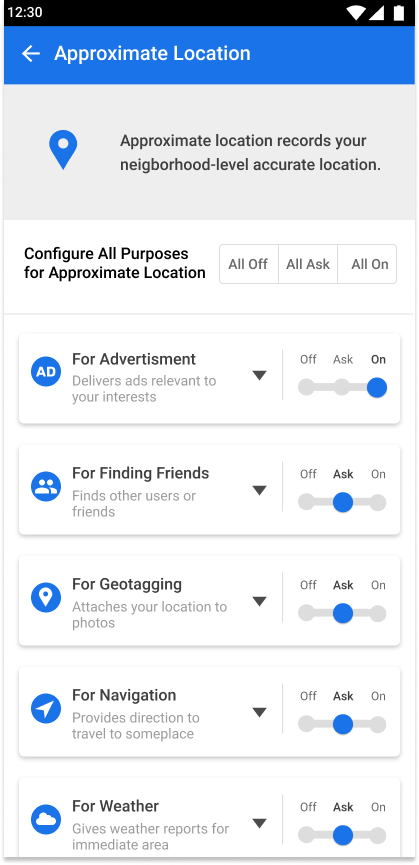 12:30
Approximate Location
Approximate location records your
neigborhood-level accurate location.
Configure All Purposes
for Approximate Location
All Off All Ask All On
For Advertisment
Off Ask On
AD
Delivers ads relevant to
your interests
For Finding Friends
Off Ask On
Finds other users or
friends
For Geotagging
Off Ask On
Attaches your location to
photos
For Navigation
Off Ask On
Provides direction to
travel to someplace
For Weather
Off Ask On
Gives weather reports for
immediate area